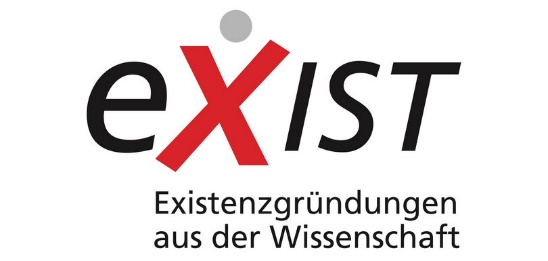 eXIST
Existenzgründungen
aus der Wissenschaft